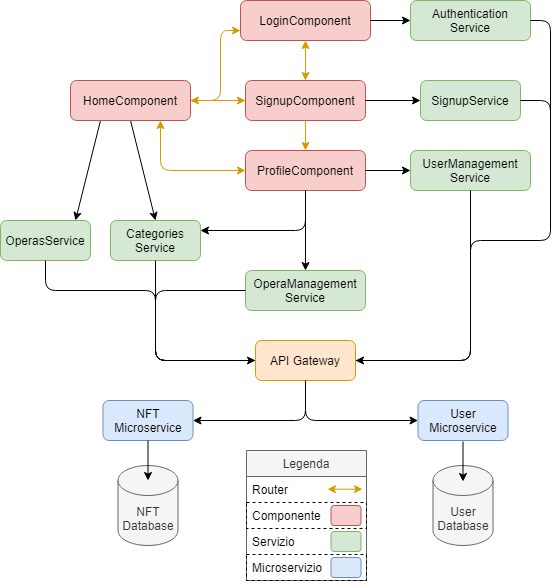 LoginComponent
Authentication
Service
HomeComponent
SignupComponent
SignupService
ProfileComponent
UserManagement
Service
OperasService
Categories
Service
OperaManagement
Service
API Gateway
NFT
Microservice
User
Microservice
NFT
Database
User
Database
Legenda
Router
Componente
Servizio
Microservizio